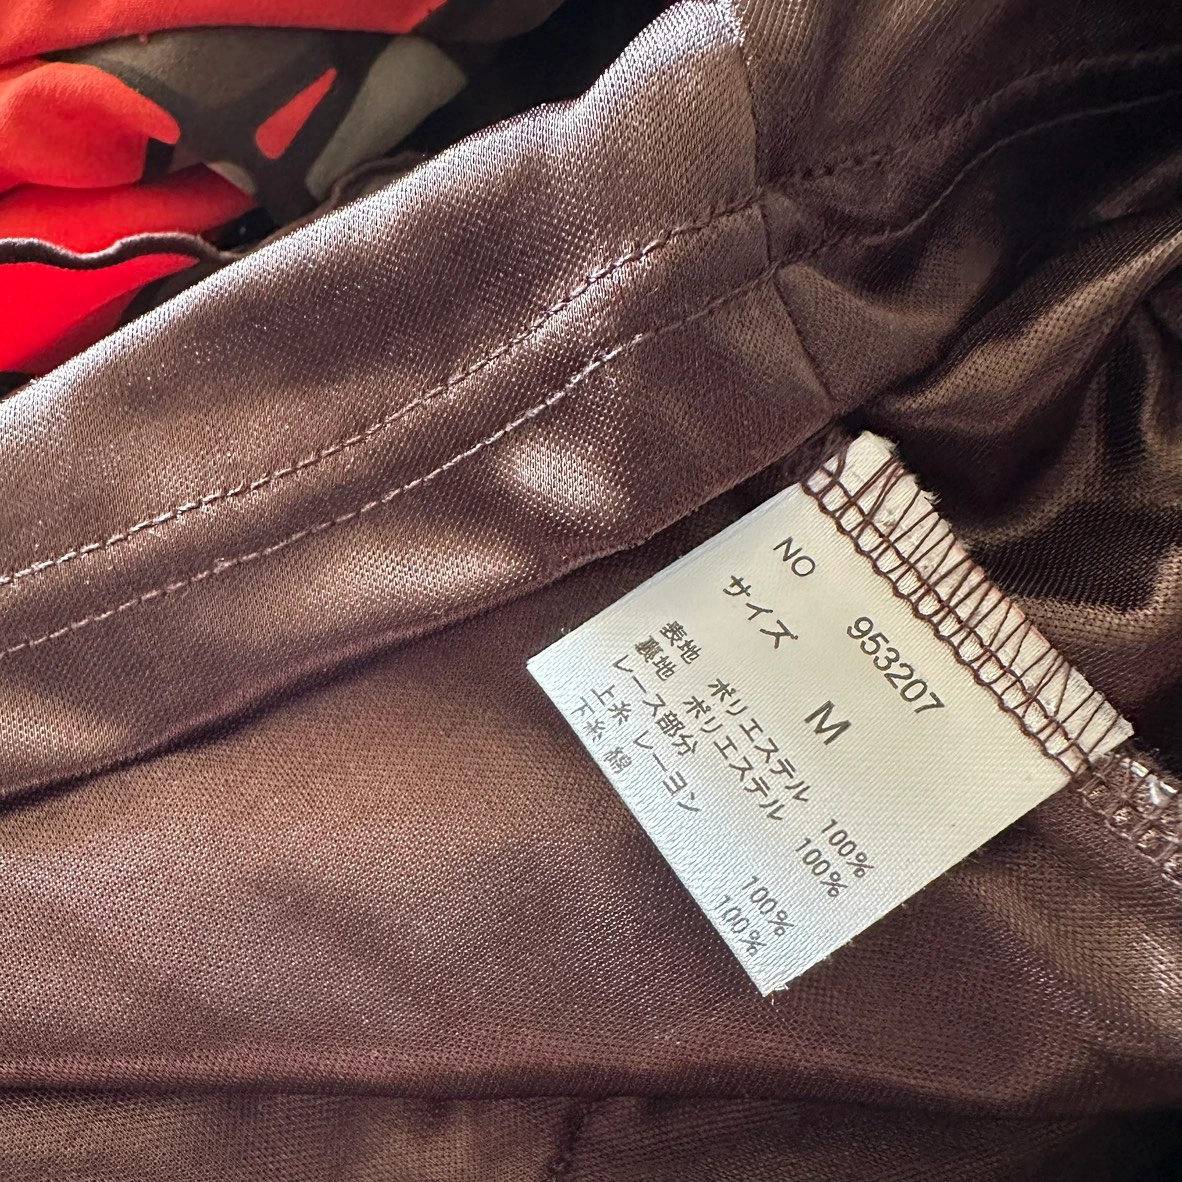 NO 953207
サイズ M
表地 ポリエステル 100%
裏地 ポリエステル 100%
レース部分
上糸 レーヨン 100%
下糸 綿 100%